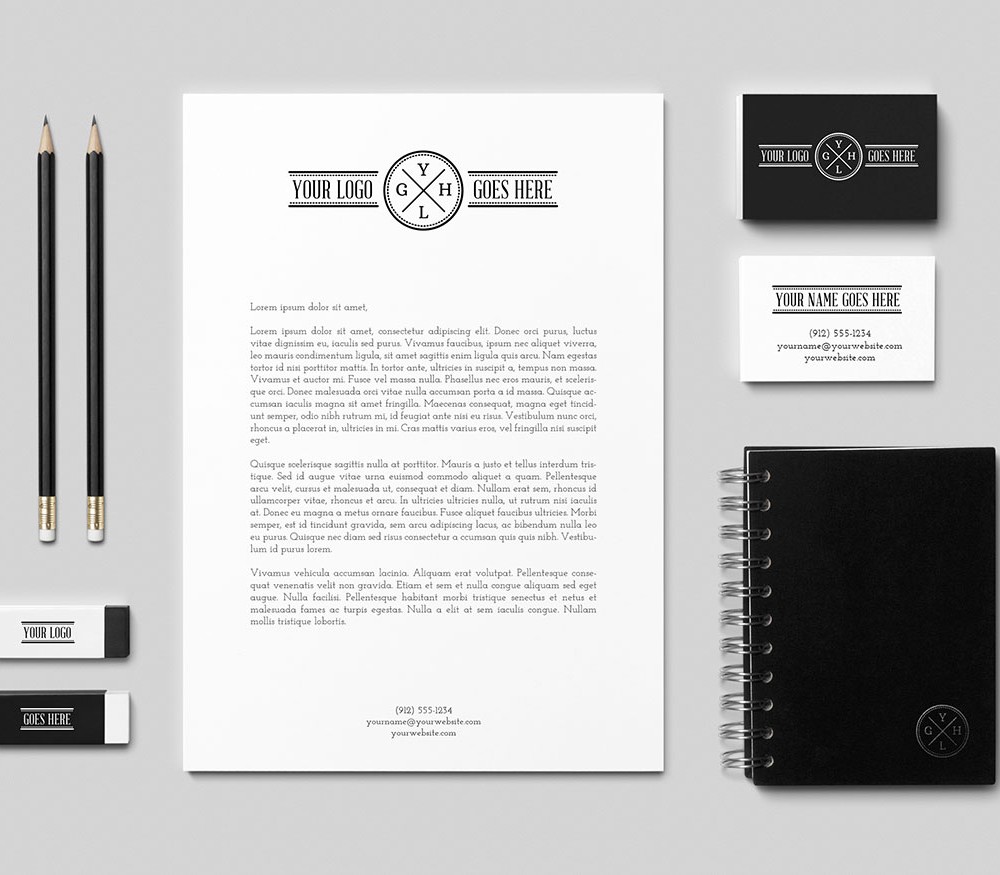 YOUR LOGO
Y
G H
L
GOES HERE
Lorem ipsum dolor sit amet,
Lorem ipsum dolor sit amet, consectetur adipiscing elit. Donec orci purus, luctus
vitae dignissim eu, iaculis sed purus. Vivamus faucibus, ipsum nec aliquet viverra,
leo mauris condimentum ligula, sit amet sagittis enim ligula quis arcu. Nam egestas
tortor id nisi porttitor mattis. In tortor ante, ultricies in suscipit a, tempus non massa.
Vivamus et auctor mi. Fusce vel massa nulla. Phasellus nec eros mauris, et sceleris-
que orci. Donec malesuada orci vitae nulla accumsan porta a id massa. Quisque ac-
cumsan iaculis magna sit amet fringilla. Maecenas consequat, magna eget tincid-
unt semper, odio nibh rutrum mi, id feugiat ante nisi eu risus. Vestibulum nunc orci,
rhoncus a placerat in, ultricies in mi. Cras mattis varius eros, vel fringilla nisi suscipit
eget.
Quisque scelerisque sagittis nulla at porttitor. Mauris a justo et tellus interdum tris-
tique. Sed id augue vitae urna euismod commodo aliquet a quam. Pellentesque
arcu velit, cursus et malesuada ut, consequat et diam. Nullam erat sem, rhoncus id
ullamcorper vitae, rhoncus et arcu. In ultricies ultricies nulla, ut rutrum nisi iaculis
at. Donec eu magna a metus ornare faucibus. Fusce aliquet faucibus ultricies. Morbi
semper, est id tincidunt gravida, sem arcu adipiscing lacus, ac bibendum nulla leo
eu purus. Quisque nec diam sed risus consectetur a ccumsan quis quis nibh. Vestibu-
lum id purus lorem.
Vivamus vehicula accumsan lacinia. Aliquam erat volutpat. Pellentesque conse-
quat venenatis velit non gravida. Etiam et sem et nulla congue aliquam sed eget
augue. Nulla facilisi. Pellentesque habitant morbi tristique senectus et netus et
malesuada fames ac turpis egestas. Nulla a elit at sem iaculis congue. Nullam
mollis tristique lobortis.
(912) 555-1234
yourname@yourwebsite.com
yourwebsite.com
YOUR LOGO
Y
G H
L
GOES HERE
YOUR NAME GOES HERE
(912) 555-1234
yourname@yourwebsite.com
yourwebsite.com
YOUR LOGO
GOES HERE
Y
G H
L